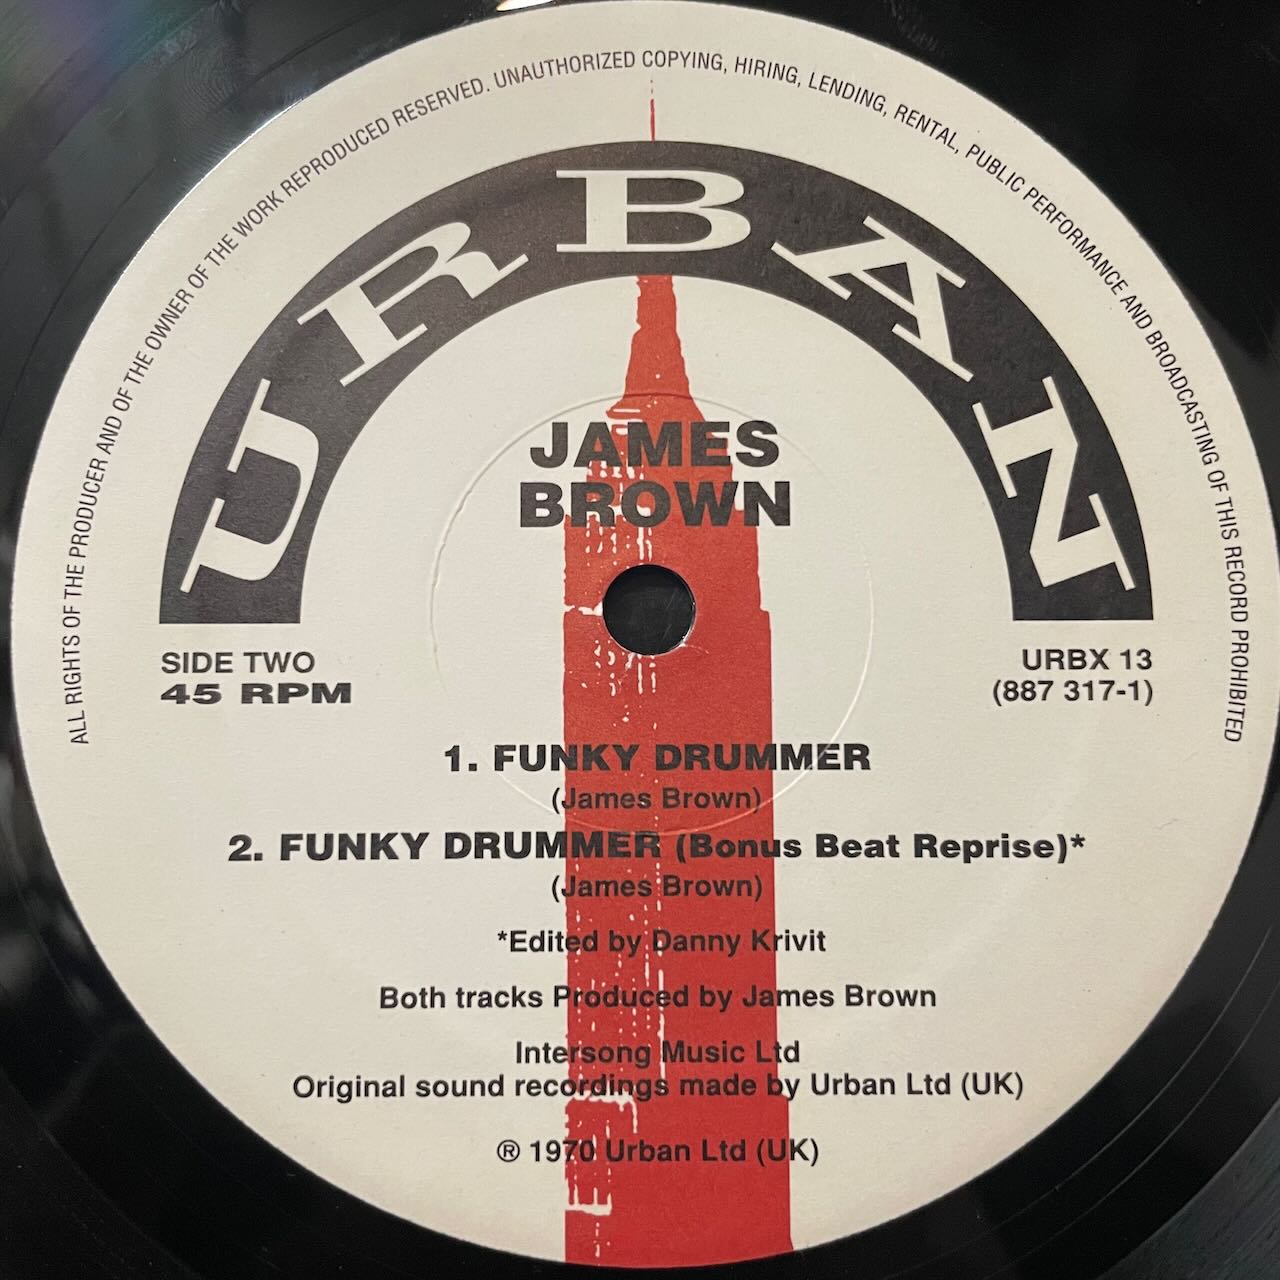 ALL RIGHTS OF THE PRODUCER AND OF THE OWNER OF THE WORK REPRODUCED RESERVED. UNAUTHORIZED COPYING, HIRING, LENDING, RENTAL, PUBLIC PERFORMANCE AND BROADCASTING OF THIS RECORD PROHIBITED
URBAN
JAMES
BROWN
SIDE TWO
45 RPM
URBX 13
(887 317-1)
1. FUNKY DRUMMER
(James Brown)
2. FUNKY DRUMMER (Bonus Beat Reprise)*
(James Brown)
*Edited by Danny Krivit
Both tracks Produced by James Brown
Intersong Music Ltd
Original sound recordings made by Urban Ltd (UK)
® 1970 Urban Ltd (UK)